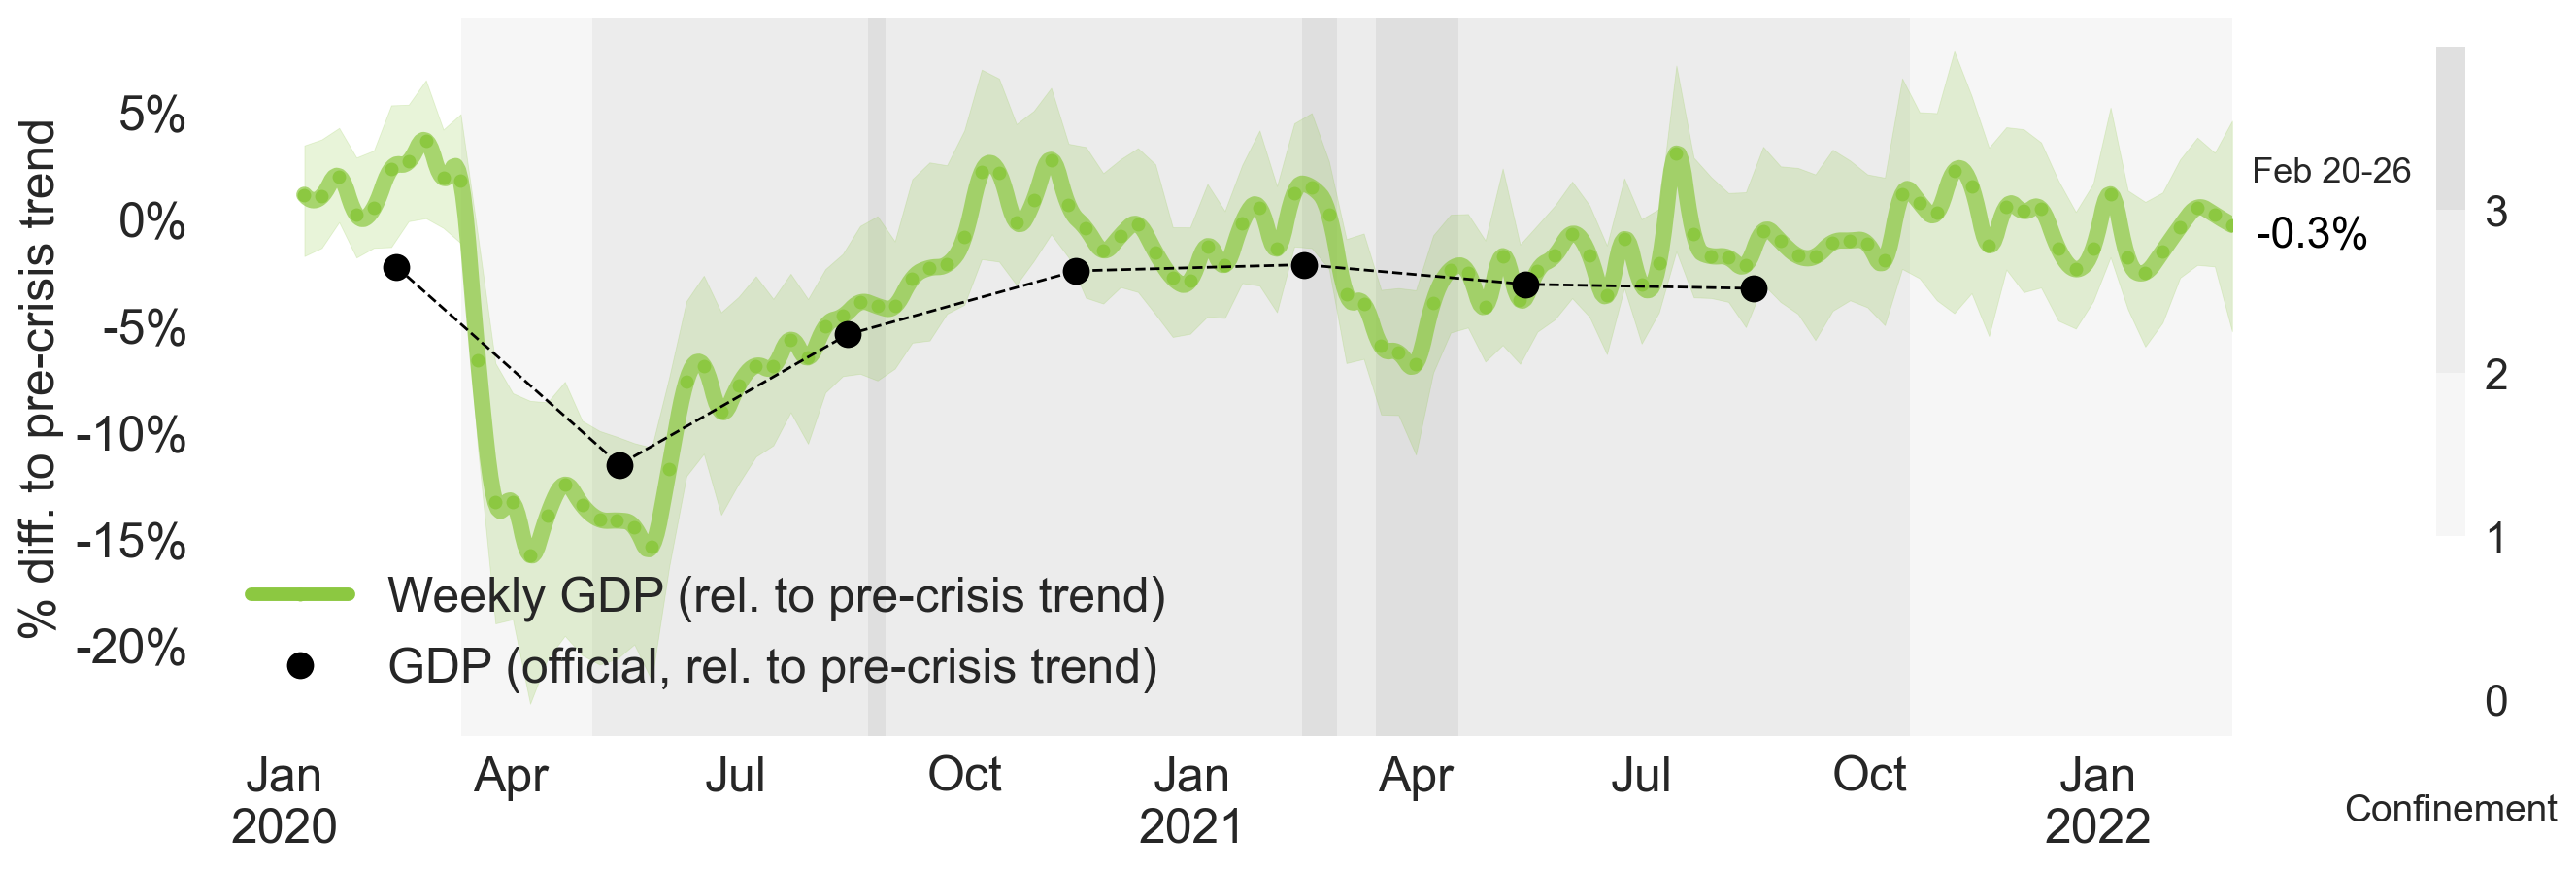 % diff. to pre-crisis trend
5%
0%
-5%
-10%
-15%
-20%
Weekly GDP (rel. to pre-crisis trend)
GDP (official, rel. to pre-crisis trend)
Jan Apr Jul Oct Jan Apr Jul Oct Jan
2020 2021 2022
Feb 20-26
-0.3%
3
2
1
0
Confinement